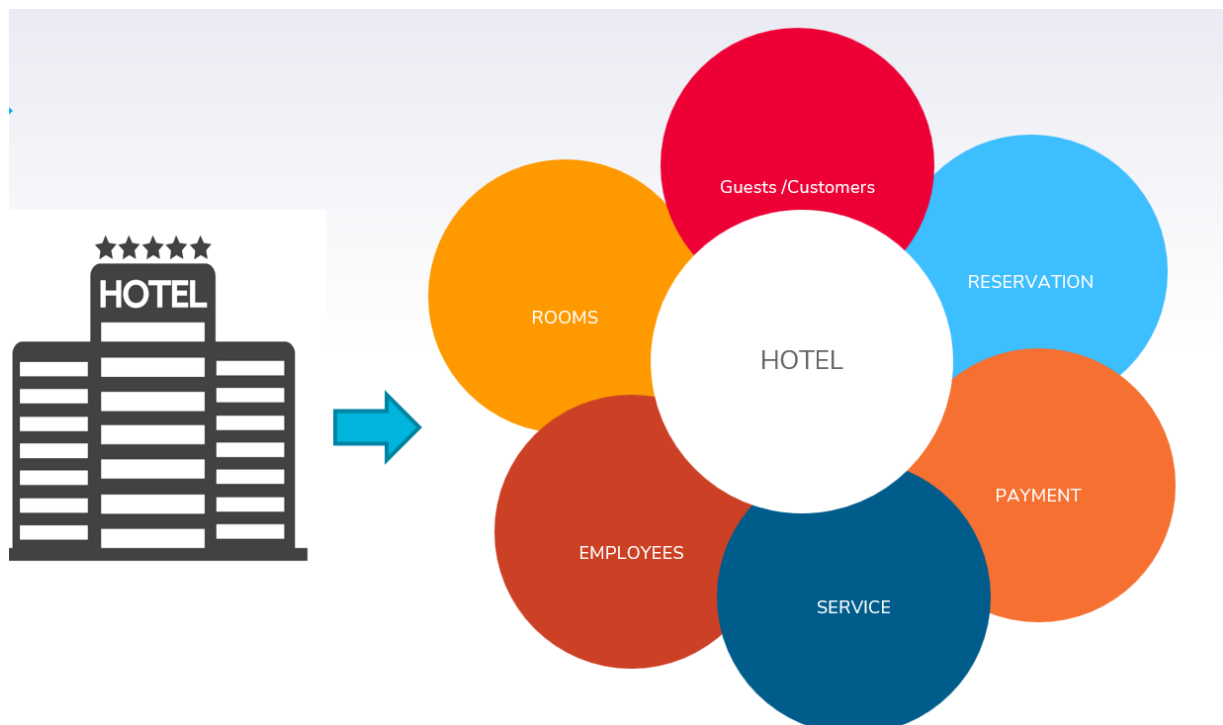 HOTEL
Guests /Customers
RESERVATION
ROOMS
HOTEL
PAYMENT
EMPLOYEES
SERVICE